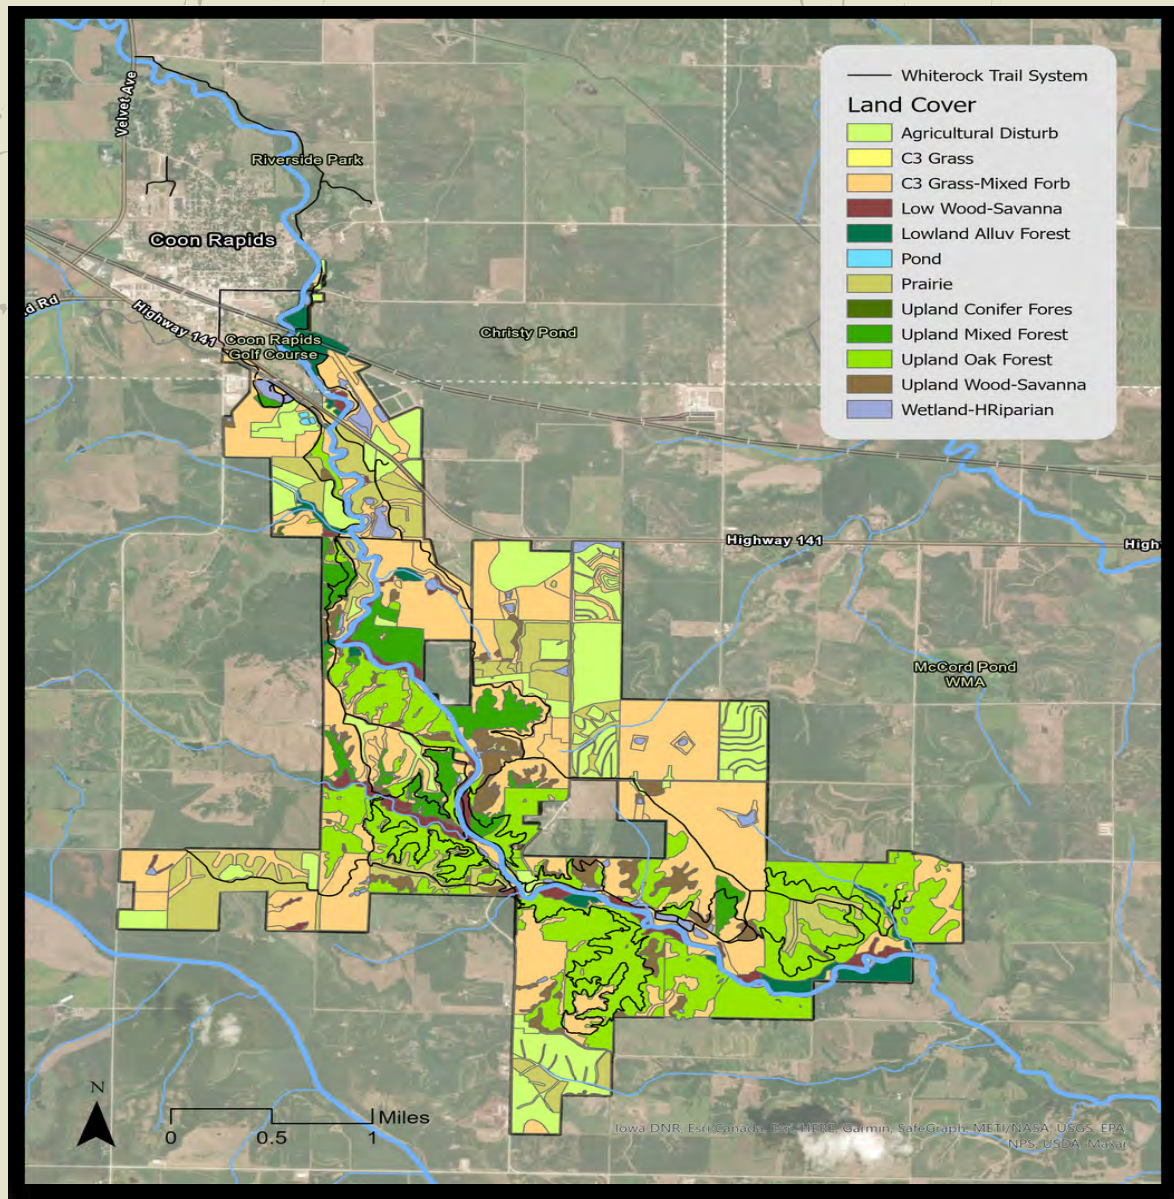 Whiterock Trail System
Land Cover
Agricultural Disturb
C3 Grass
C3 Grass-Mixed Forb
Low Wood-Savanna
Lowland Alluv Forest
Pond
Prairie
Upland Conifer Fores
Upland Mixed Forest
Upland Oak Forest
Upland Wood-Savanna
Wetland-HRiparian
Velvet Ave
Riverside Park
Coon Rapids
d Rd
Highway 141
Coon Rapids
Golf Course
Christy Pond
Highway 141
High
McCord Pond
WMA
N
Miles
0 0.5 1
Iowa DNR, Esri Canada, Esri, HERE, Garmin, SafeGraph, METI/NASA, USGS, EPA,
NPS, USDA, Maxar